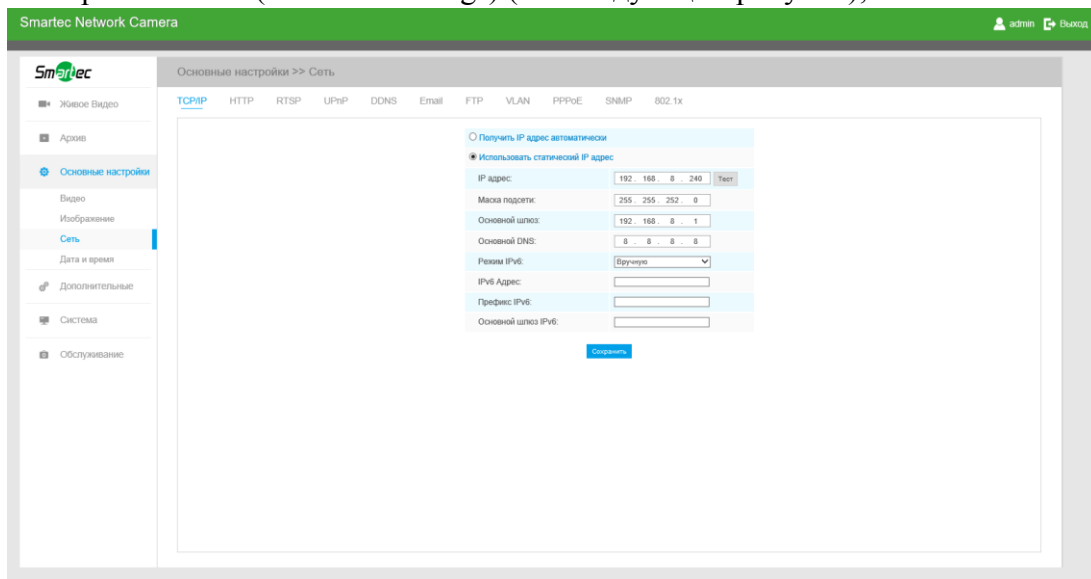 Smartec Network Camera
admin Выход
Smartec
Основные настройки >> Сеть
Живое Видео
Архив
Основные настройки
Видео
Изображение
Сеть
Дата и время
Дополнительные
Система
Обслуживание
TCP/IP HTTP RTSP UPnP DDNS Email FTP VLAN PPPoE SNMP 802.1x
Получить IP адрес автоматически
Использовать статический IP адрес
IP адрес: 192. 168. 8 . 240 Тест
Маска подсети: 255. 255. 252. 0
Основной шлюз: 192. 168. 8 . 1
Основной DNS: 8 . 8 . 8 . 8
Режим IPv6: Вручную
IPv6 Адрес:
Префикс IPv6:
Основной шлюз IPv6:
Сохранить